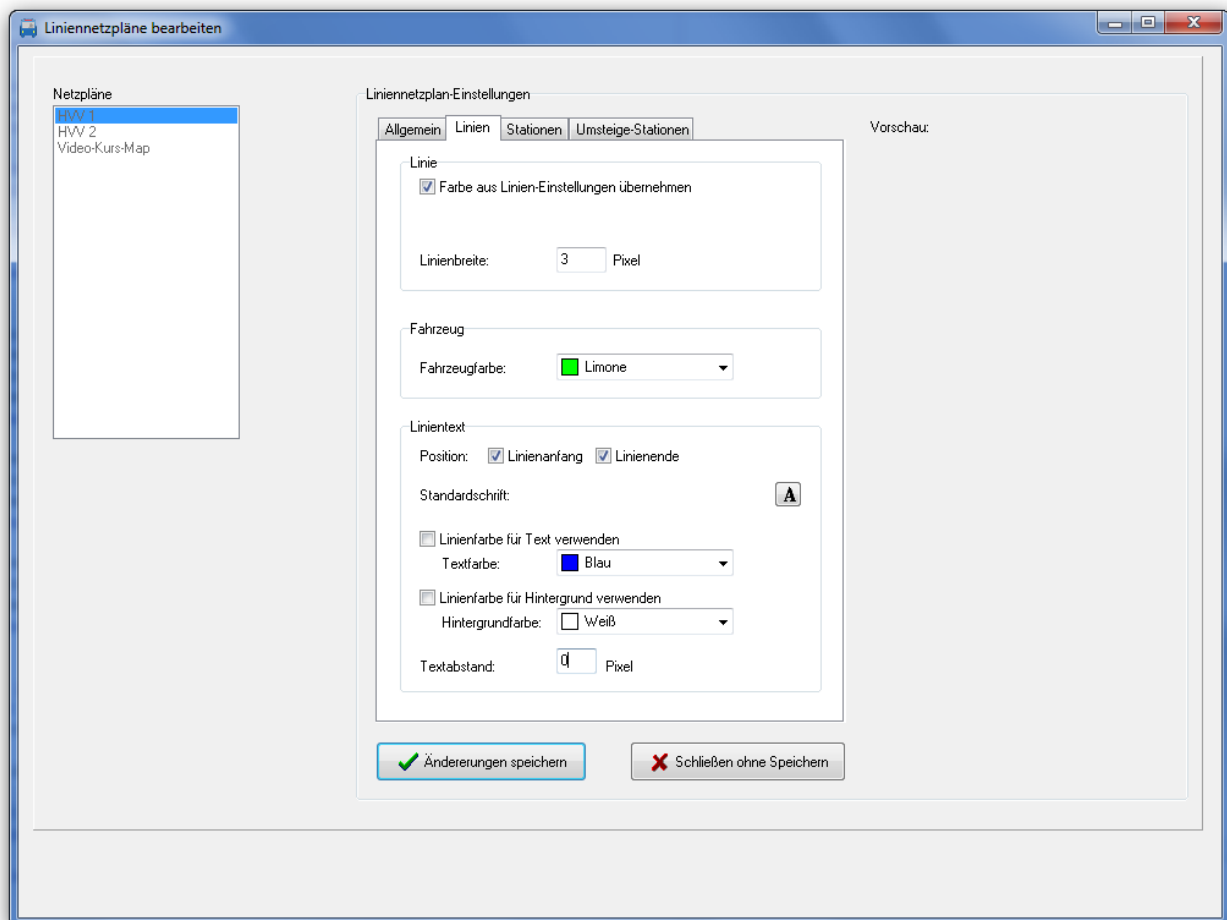 Liniennetzpläne bearbeiten
Netzpläne
HVV 1
HVV 2
Video-Kurs-Map
Liniennetzplan-Einstellungen
Allgemein Linien Stationen Umsteige-Stationen
Vorschau:
Linie
Farbe aus Linien-Einstellungen übernehmen
Linienbreite: 3 Pixel
Fahrzeug
Fahrzeugfarbe: Limone
Linientext
Position: Linienanfang Linienende
Standardschrift: A
Linienfarbe für Text verwenden
Textfarbe: Blau
Linienfarbe für Hintergrund verwenden
Hintergrundfarbe: Weiß
Textabstand: 0 Pixel
Ändererungen speichern Schließen ohne Speichern